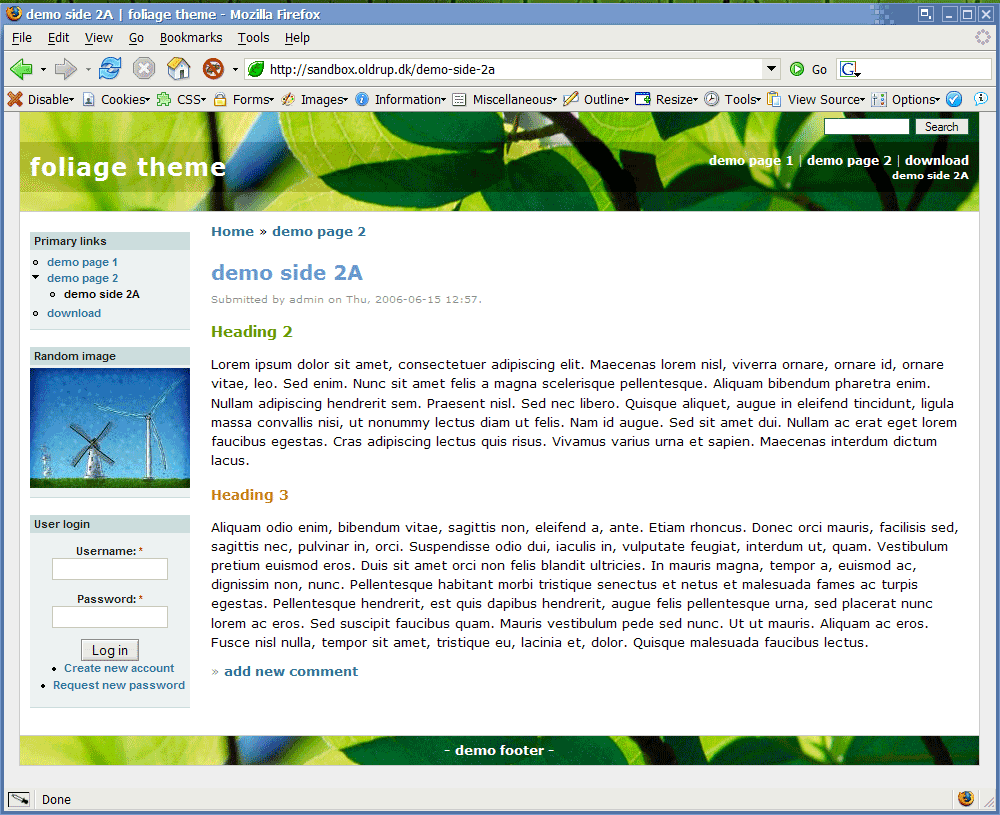 demo side 2A | foliage theme - Mozilla Firefox
File Edit View Go Bookmarks Tools Help
http://sandbox.oldrup.dk/demo-side-2a Go G
Disable Cookies CSS Forms Images Information Miscellaneous Outline Resize Tools View Source Options
Search
foliage theme
demo page 1 | demo page 2 | download
demo side 2A
Primary links
demo page 1
demo page 2
demo side 2A
download
Random image
User login
Username: *
Password: *
Log in
Create new account
Request new password
Home » demo page 2
demo side 2A
Submitted by admin on Thu, 2006-06-15 12:57.
Heading 2
Lorem ipsum dolor sit amet, consectetuer adipiscing elit. Maecenas lorem nisl, viverra ornare, ornare id, ornare
vitae, leo. Sed enim. Nunc sit amet felis a magna scelerisque pellentesque. Aliquam bibendum pharetra enim.
Nullam adipiscing hendrerit sem. Praesent nisl. Sed nec libero. Quisque aliquet, augue in eleifend tincidunt, ligula
massa convallis nisi, ut nonummy lectus diam ut felis. Nam id augue. Sed sit amet dui. Nullam ac erat eget lorem
faucibus egestas. Cras adipiscing lectus quis risus. Vivamus varius urna et sapien. Maecenas interdum dictum
lacus.
Heading 3
Aliquam odio enim, bibendum vitae, sagittis non, eleifend a, ante. Etiam rhoncus. Donec orci mauris, facilisis sed,
sagittis nec, pulvinar in, orci. Suspendisse odio dui, iaculis in, vulputate feugiat, interdum ut, quam. Vestibulum
pretium euismod eros. Duis sit amet orci non felis blandit ultricies. In mauris magna, tempor a, euismod ac,
dignissim non, nunc. Pellentesque habitant morbi tristique senectus et netus et malesuada fames ac turpis
egestas. Pellentesque hendrerit, est quis dapibus hendrerit, augue felis pellentesque urna, sed placerat nunc
lorem ac eros. Sed suscipit faucibus quam. Mauris vestibulum pede sed nunc. Ut ut mauris. Aliquam ac eros.
Fusce nisl nulla, tempor sit amet, tristique eu, lacinia et, dolor. Quisque malesuada faucibus lectus.
» add new comment
- demo footer -
Done